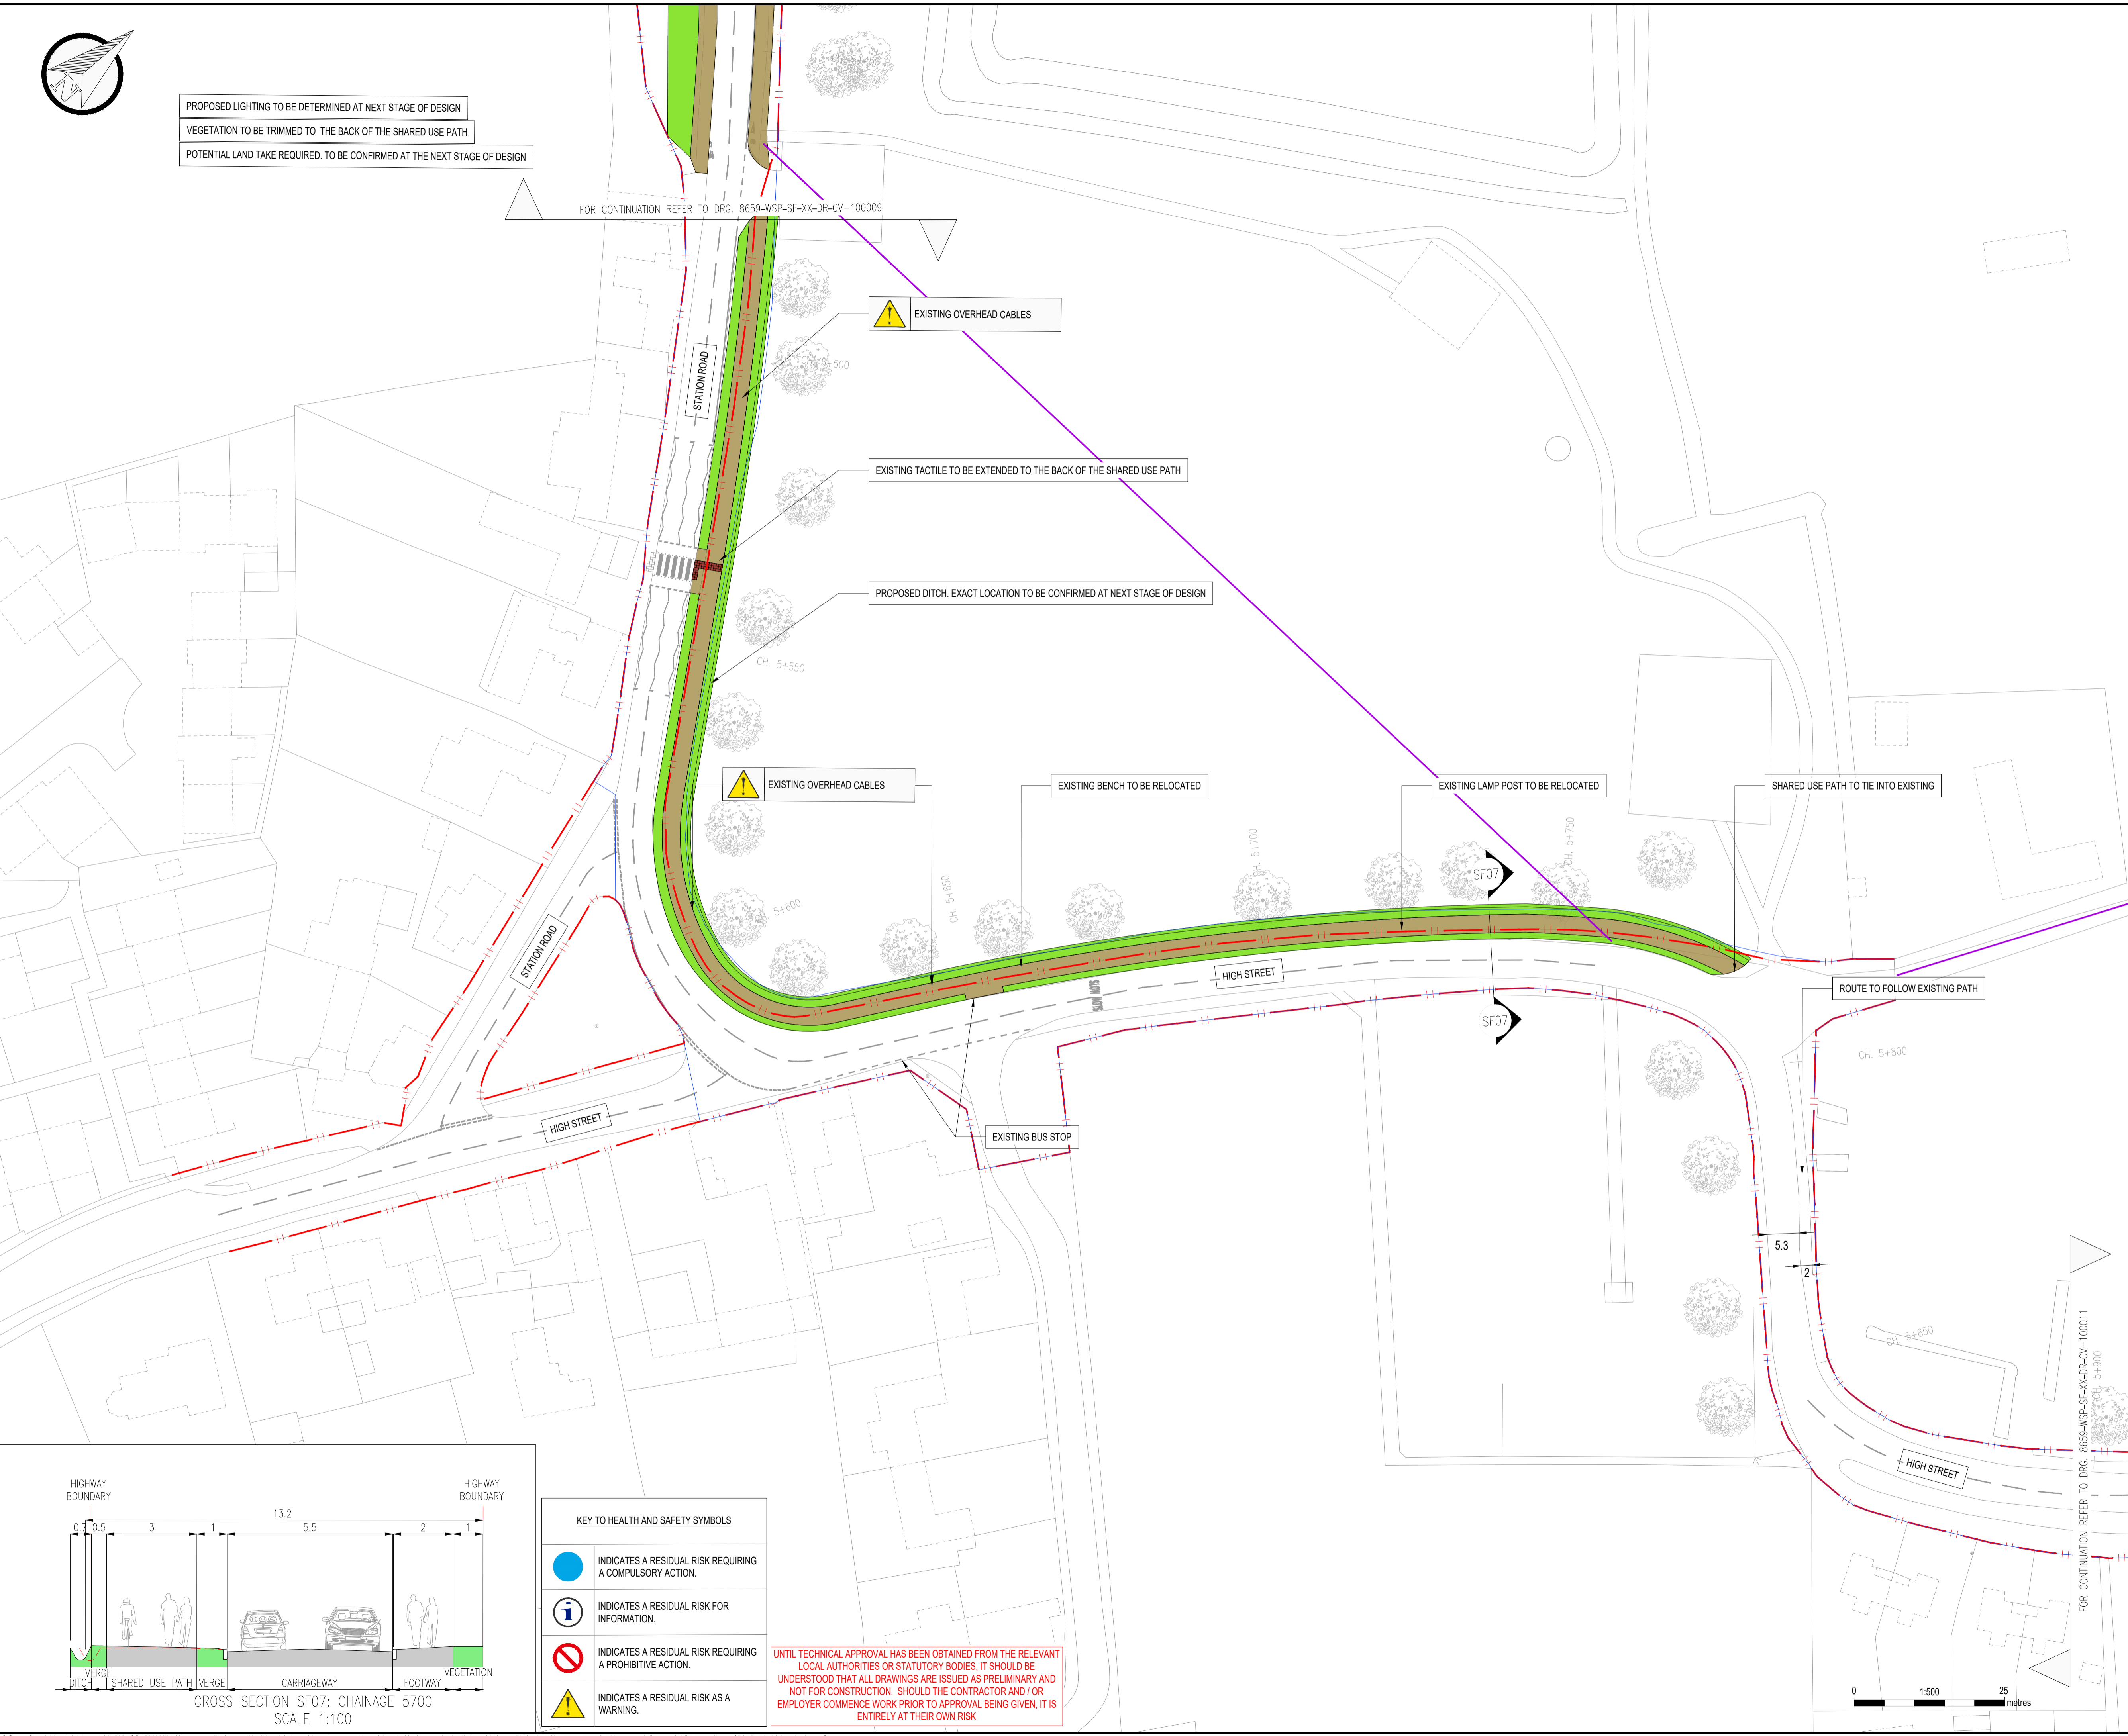 N
PROPOSED LIGHTING TO BE DETERMINED AT NEXT STAGE OF DESIGN
VEGETATION TO BE TRIMMED TO THE BACK OF THE SHARED USE PATH
POTENTIAL LAND TAKE REQUIRED. TO BE CONFIRMED AT THE NEXT STAGE OF DESIGN
FOR CONTINUATION REFER TO DRG. 8659-WSP-SF-XX-DR-CV-100009
EXISTING OVERHEAD CABLES
STATION ROAD
EXISTING TACTILE TO BE EXTENDED TO THE BACK OF THE SHARED USE PATH
PROPOSED DITCH. EXACT LOCATION TO BE CONFIRMED AT NEXT STAGE OF DESIGN
CH. 5+550
EXISTING OVERHEAD CABLES
EXISTING BENCH TO BE RELOCATED
EXISTING LAMP POST TO BE RELOCATED
SHARED USE PATH TO TIE INTO EXISTING
CH. 5+700
CH. 5+750
SF07
CH. 5+650
5+600
STATION ROAD
HIGH STREET
SLOW
ROUTE TO FOLLOW EXISTING PATH
SF07
CH. 5+800
HIGH STREET
EXISTING BUS STOP
5.3
2
CH. 5+850
CH. 5+900
FOR CONTINUATION REFER TO DRG. 8659-WSP-SF-XX-DR-CV-100011
HIGH STREET
HIGHWAY
BOUNDARY
HIGHWAY
BOUNDARY
13.2
0.7 0.5 3 1 5.5 2 1
DITCH VERGE SHARED USE PATH VERGE CARRIAGEWAY FOOTWAY VEGETATION
CROSS SECTION SF07: CHAINAGE 5700
SCALE 1:100
KEY TO HEALTH AND SAFETY SYMBOLS
INDICATES A RESIDUAL RISK REQUIRING
A COMPULSORY ACTION.
i
INDICATES A RESIDUAL RISK FOR
INFORMATION.
INDICATES A RESIDUAL RISK REQUIRING
A PROHIBITIVE ACTION.
INDICATES A RESIDUAL RISK AS A
WARNING.
UNTIL TECHNICAL APPROVAL HAS BEEN OBTAINED FROM THE RELEVANT
LOCAL AUTHORITIES OR STATUTORY BODIES, IT SHOULD BE
UNDERSTOOD THAT ALL DRAWINGS ARE ISSUED AS PRELIMINARY AND
NOT FOR CONSTRUCTION. SHOULD THE CONTRACTOR AND / OR
EMPLOYER COMMENCE WORK PRIOR TO APPROVAL BEING GIVEN, IT IS
ENTIRELY AT THEIR OWN RISK
0 1:500 25
metres